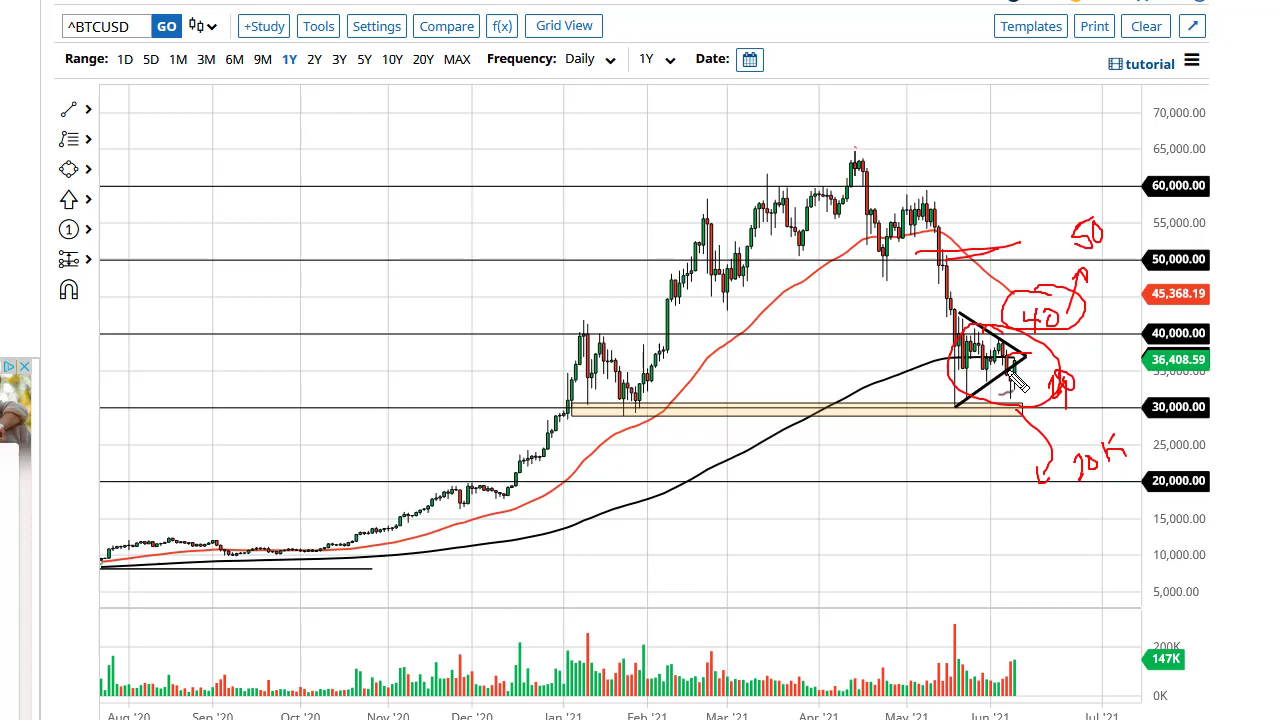 ^BTCUSD GO +Study Tools Settings Compare f(x) Grid View Templates Print Clear
Range: 1D 5D 1M 3M 6M 9M 1Y 2Y 3Y 5Y 10Y 20Y MAX Frequency: Daily 1Y Date: tutorial
1
70,000.00
65,000.00
60,000.00
55,000.00
50
50,000.00
45,368.19
40
40,000.00
36,408.59
35,000.00
30,000.00
25,000.00
20K
20,000.00
15,000.00
10,000.00
5,000.00
200K
147K
0K
Aug '20 Sep '20 Oct '20 Nov '20 Dec '20 Jan '21 Feb '21 Mar '21 Apr '21 May '21 Jun '21 Jul '21